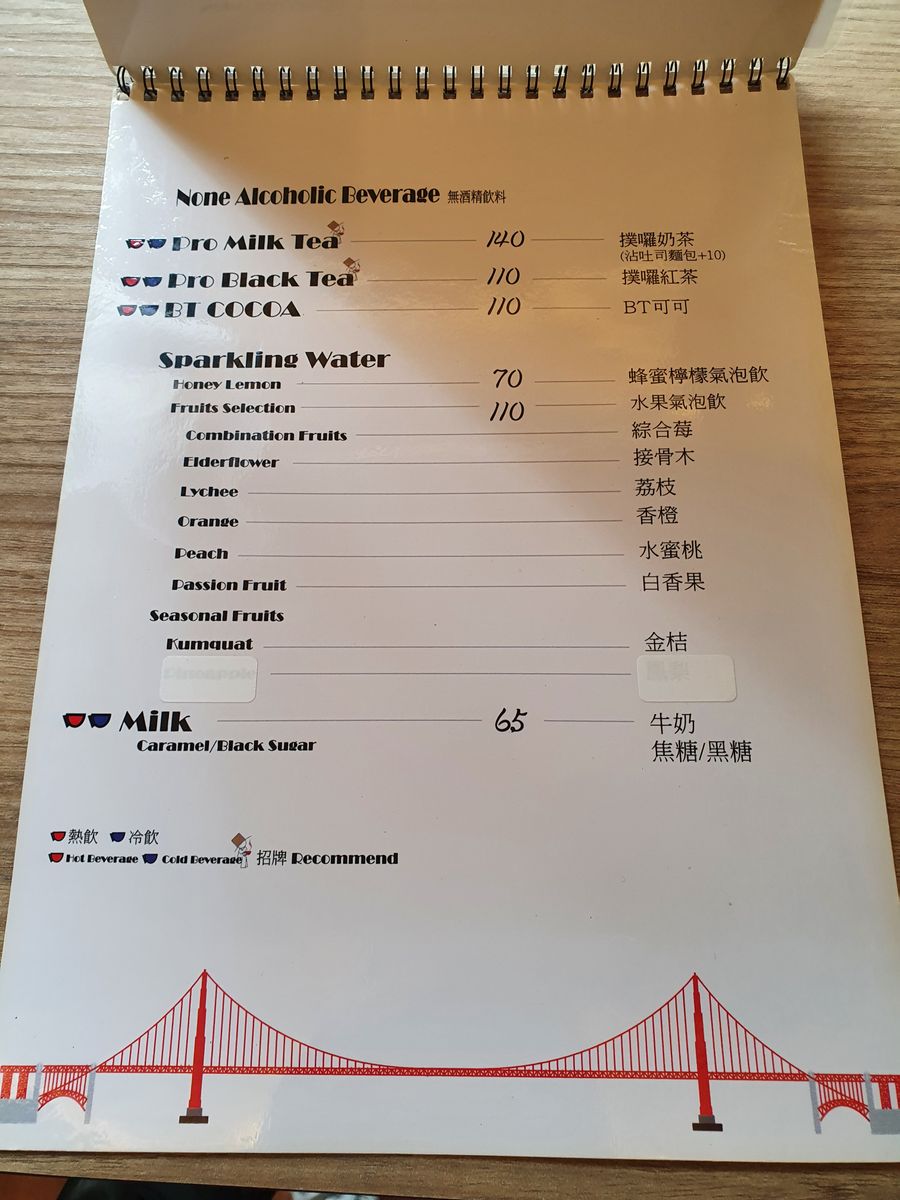 None Alcoholic Beverage 無酒精飲料
Pro Milk Tea 140 撲囉奶茶
(沾吐司麵包+10)
Pro Black Tea 110 撲囉紅茶
BT COCOA 110 BT可可
Sparkling Water
Honey Lemon 70 蜂蜜檸檬氣泡飲
Fruits Selection 110 水果氣泡飲
Combination Fruits 綜合莓
Elderflower 接骨木
Lychee 荔枝
Orange 香橙
Peach 水蜜桃
Passion Fruit 白香果
Seasonal Fruits
Kumquat 金桔
Pineapple 鳳梨
Milk 65 牛奶
Caramel/Black Sugar 焦糖/黑糖
熱飲 冷飲
Hot Beverage Cold Beverage 招牌 Recommend